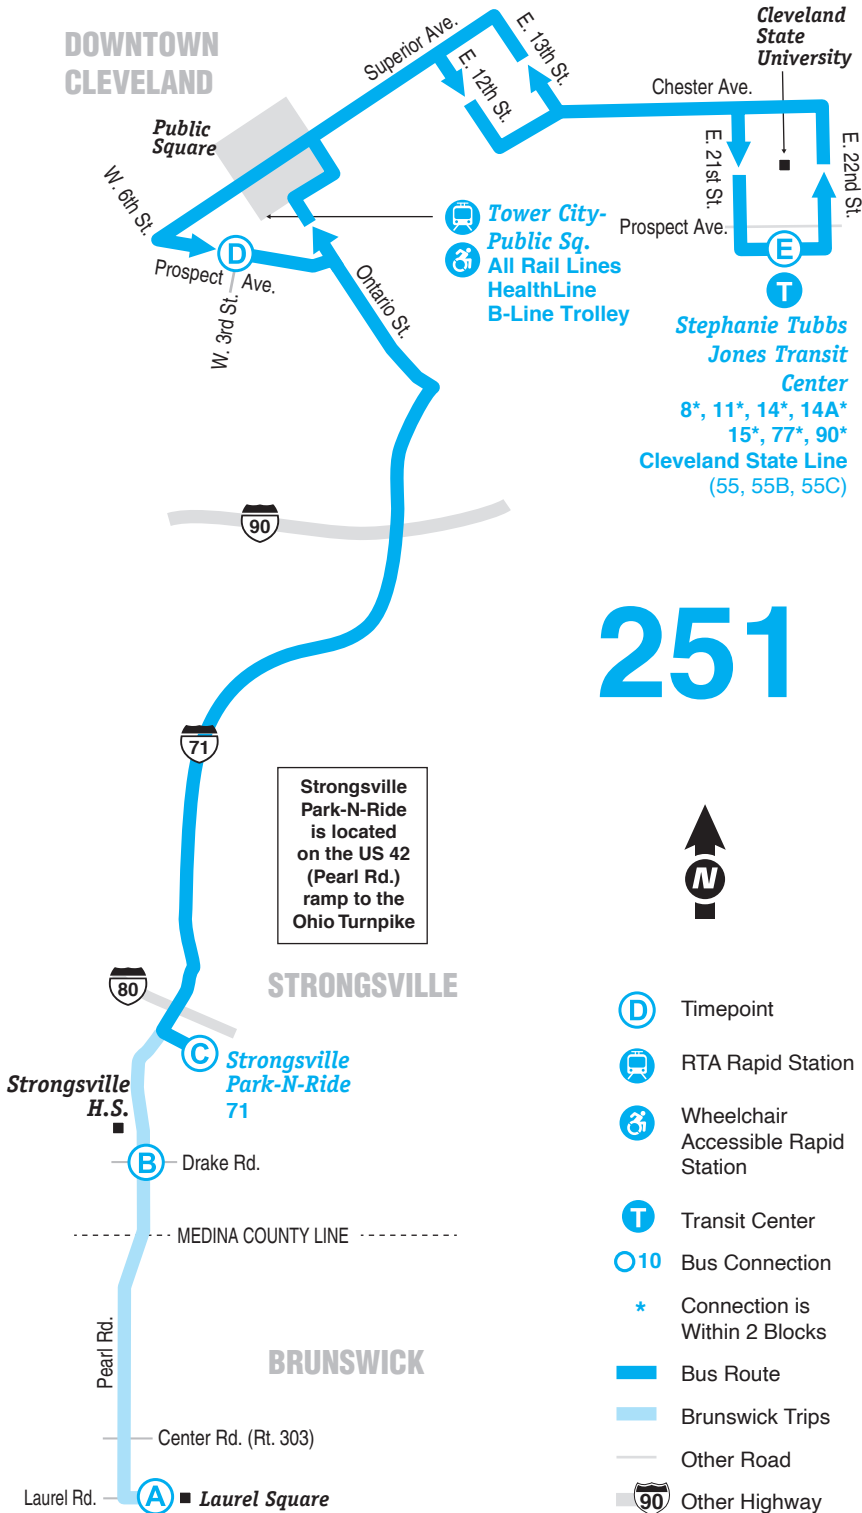 DOWNTOWN
CLEVELAND
Superior Ave.
E. 13th St.
E. 12th St.
Cleveland
State
University
Chester Ave.
Public
Square
W. 6th St.
E. 21st St.
E. 22nd St.
Prospect Ave.
D
E
T
Prospect Ave.
W. 3rd St.
Ontario St.
Tower City-
Public Sq.
All Rail Lines
HealthLine
B-Line Trolley
Stephanie Tubbs
Jones Transit
Center
8*, 11*, 14*, 14A*
15*, 77*, 90*
Cleveland State Line
(55, 55B, 55C)
90
251
71
Strongsville
Park-N-Ride
is located
on the US 42
(Pearl Rd.)
ramp to the
Ohio Turnpike
N
80
STRONGSVILLE
C
Strongsville
Park-N-Ride
71
Strongsville
H.S.
B
Drake Rd.
MEDINA COUNTY LINE
Pearl Rd.
BRUNSWICK
Center Rd. (Rt. 303)
Laurel Rd.
A
Laurel Square
D Timepoint
RTA Rapid Station
Wheelchair
Accessible Rapid
Station
T Transit Center
10 Bus Connection
* Connection is
Within 2 Blocks
Bus Route
Brunswick Trips
Other Road
90 Other Highway